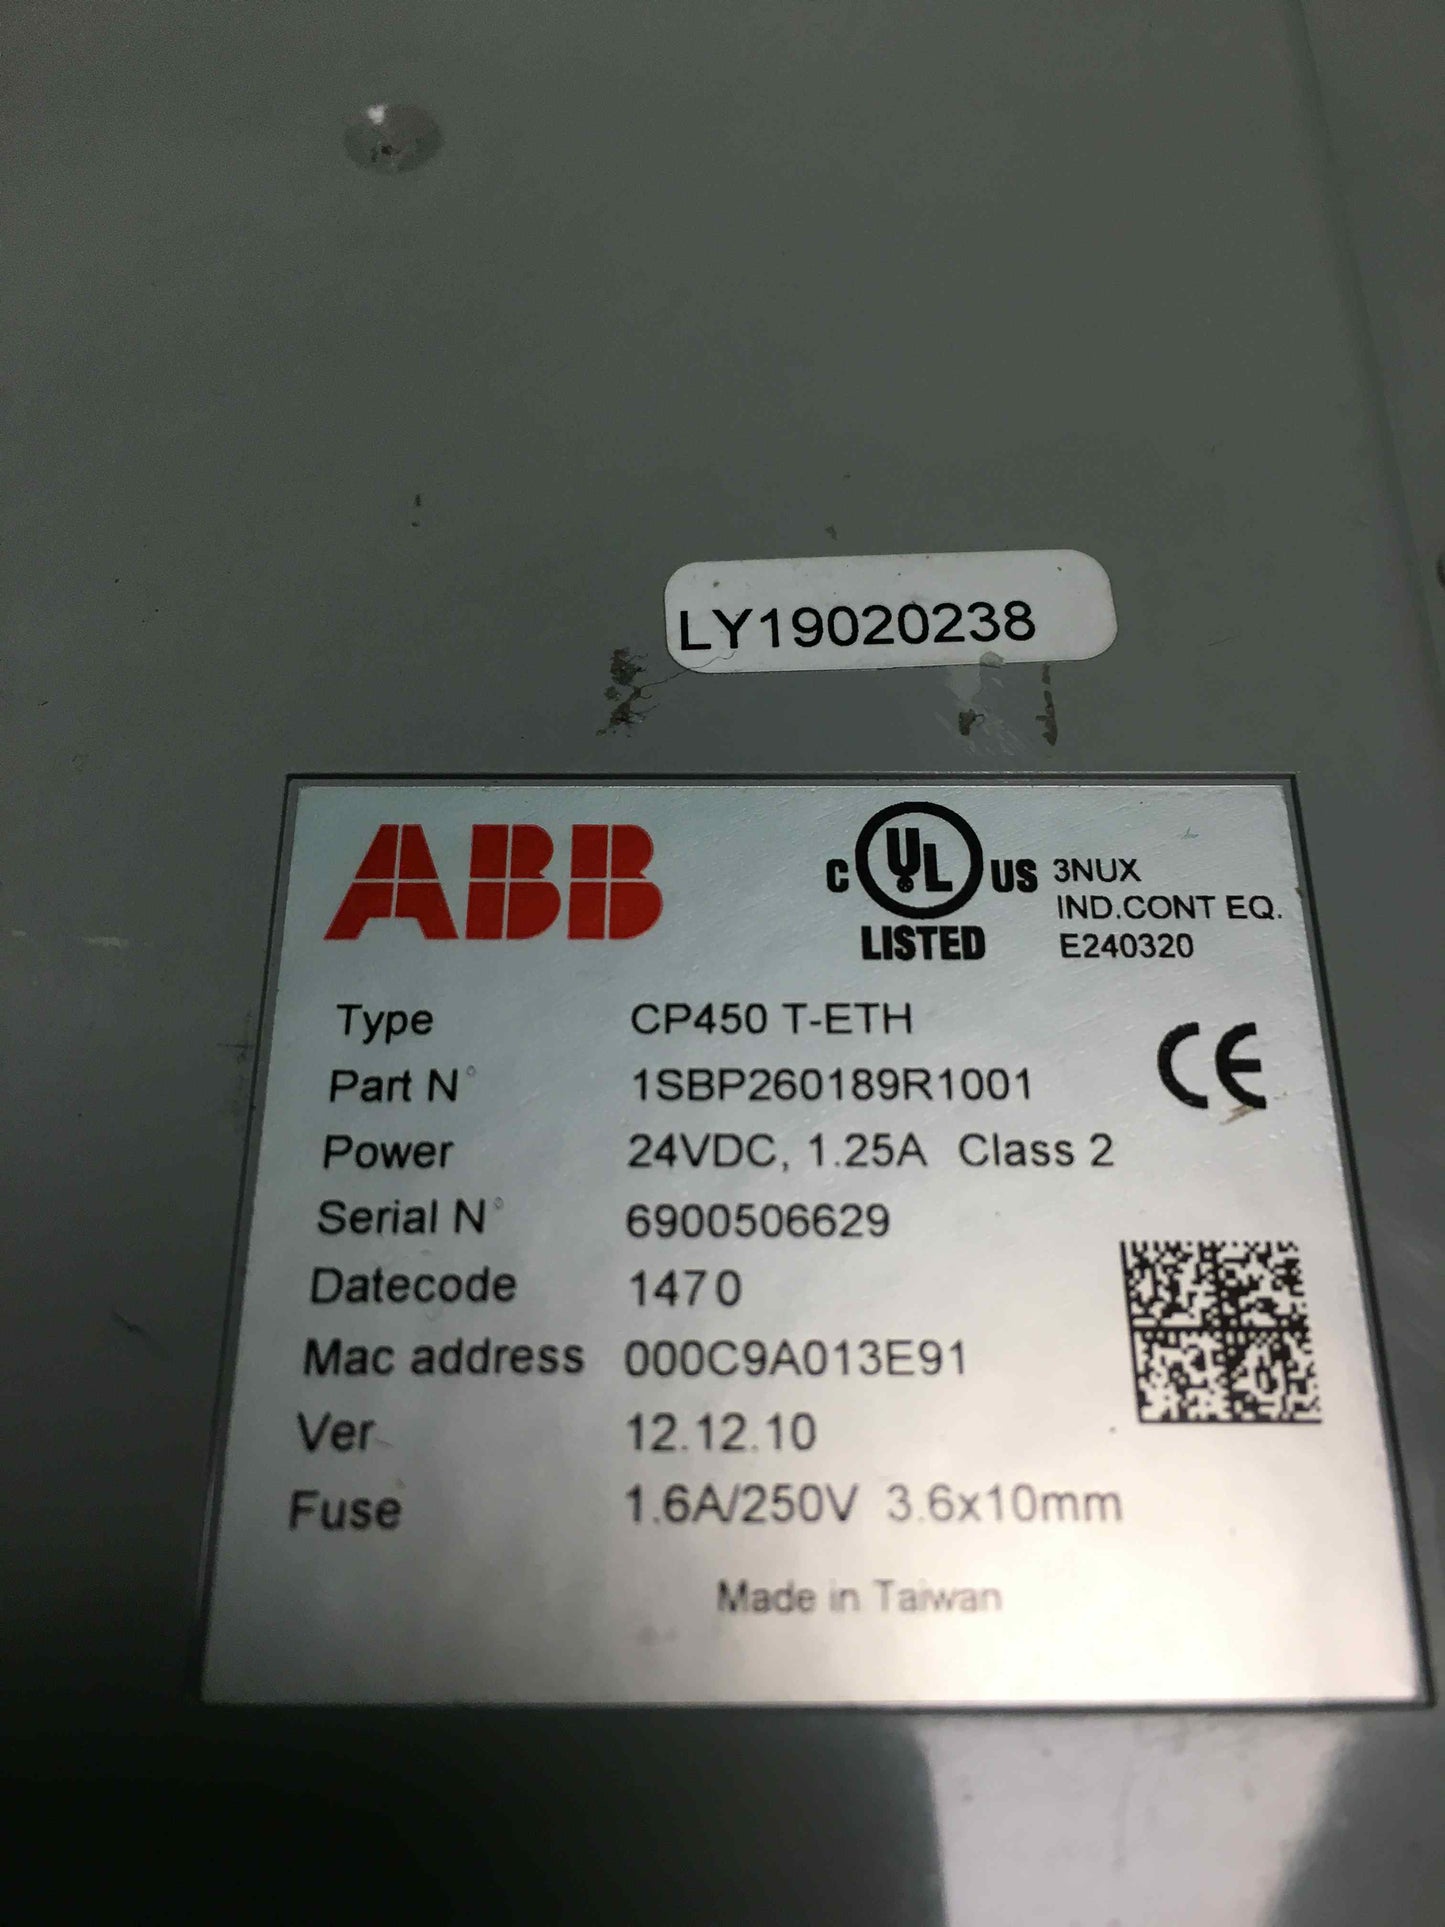 LY19020238
ABB
C UL US
LISTED
3NUX
IND.CONT EQ.
E240320
Type CP450 T-ETH
CE
Part N° 1SBP260189R1001
Power 24VDC, 1.25A Class 2
Serial N° 6900506629
Datecode 1470
Mac address 000C9A013E91
Ver 12.12.10
Fuse 1.6A/250V 3.6x10mm
Made in Taiwan